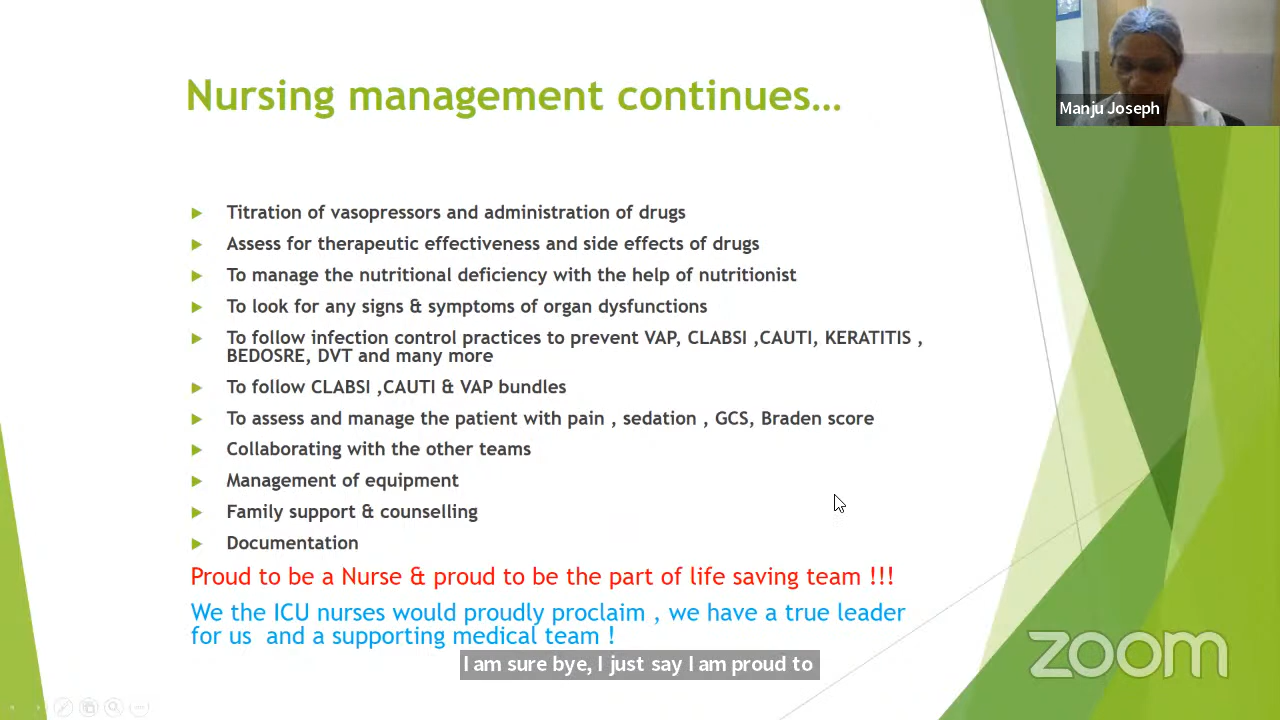 Nursing management continues...
Manju Joseph
Titration of vasopressors and administration of drugs
Assess for therapeutic effectiveness and side effects of drugs
To manage the nutritional deficiency with the help of nutritionist
To look for any signs & symptoms of organ dysfunctions
To follow infection control practices to prevent VAP, CLABSI ,CAUTI, KERATITIS ,
BEDOSRE, DVT and many more
To follow CLABSI ,CAUTI & VAP bundles
To assess and manage the patient with pain , sedation , GCS, Braden score
Collaborating with the other teams
Management of equipment
Family support & counselling
Documentation
Proud to be a Nurse & proud to be the part of life saving team !!!
We the ICU nurses would proudly proclaim , we have a true leader
for us  and a supporting medical team !
I am sure bye, I just say I am proud to
zoom